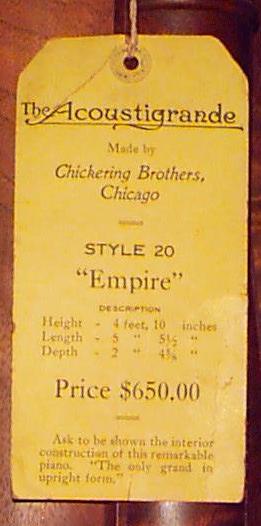 The Acoustigrande
Made by
Chickering Brothers,
Chicago
STYLE 20
"Empire"
DESCRIPTION
Height - 4 feet, 10 inches
Length - 5 " 5½ "
Depth - 2 " 4⅝ "
Price $650.00
Ask to be shown the interior
construction of this remarkable
piano. "The only grand in
upright form."